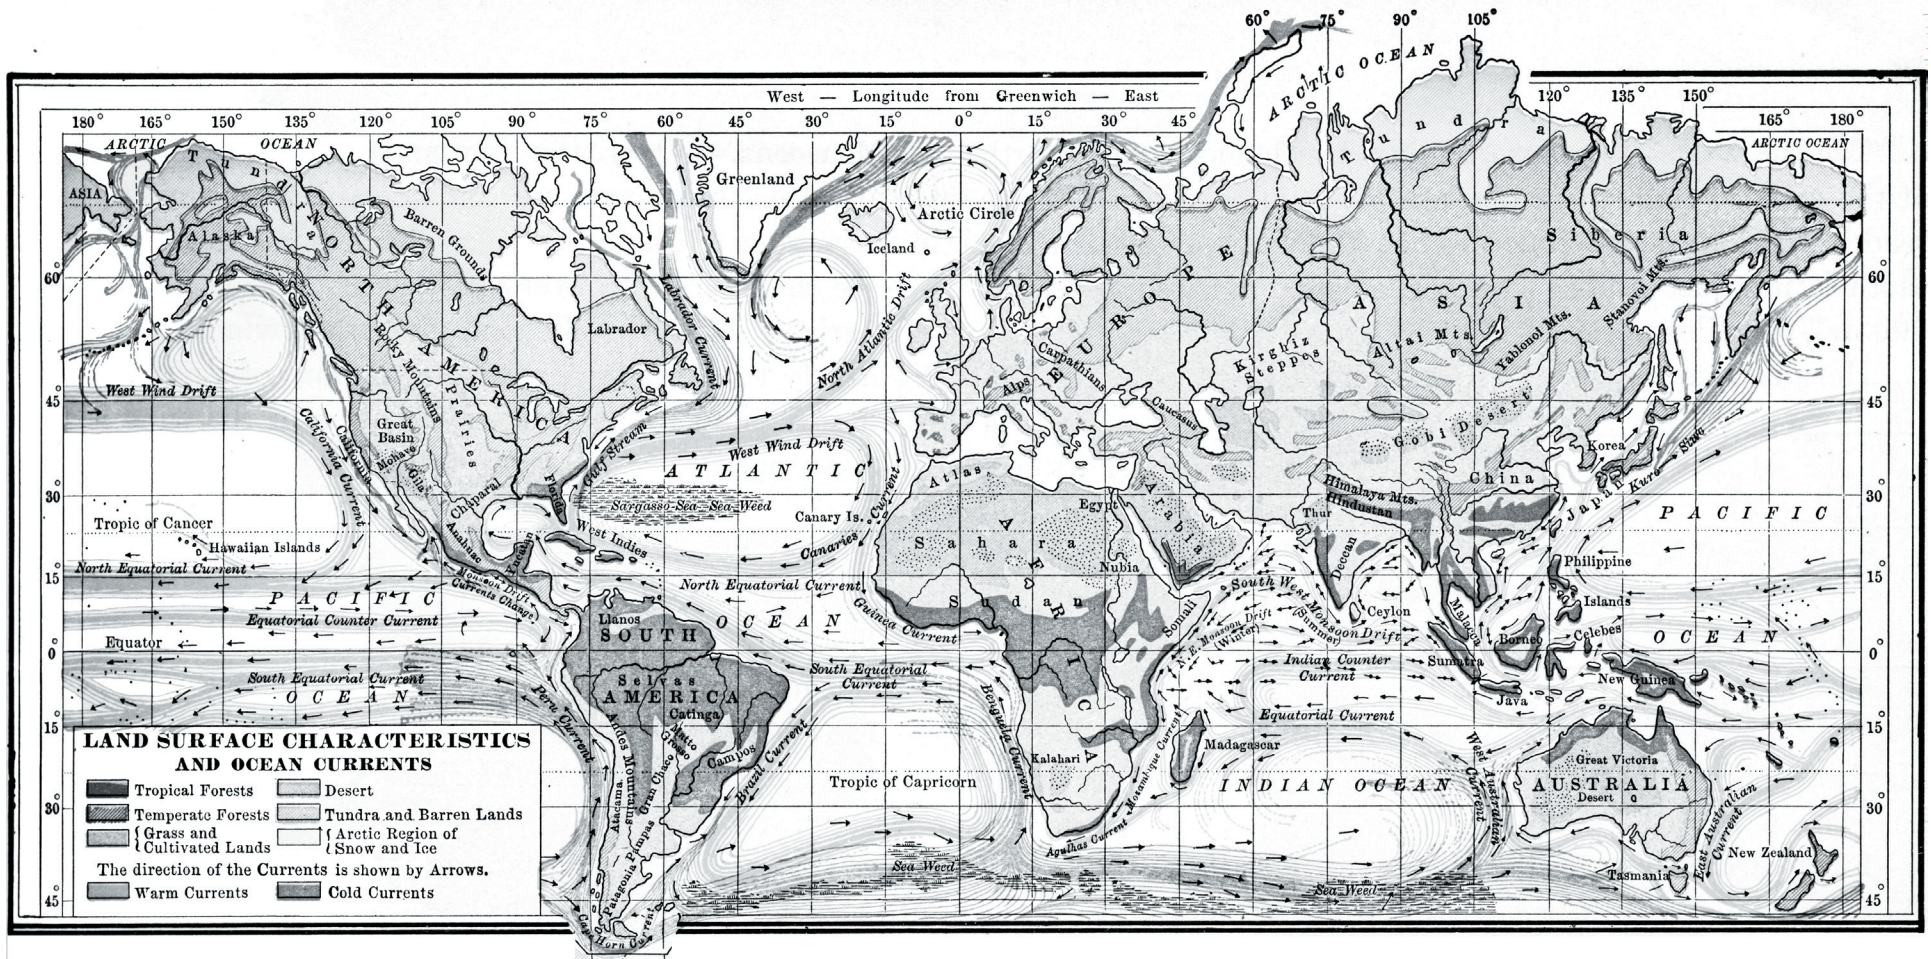 60° 75° 90° 105°
ARCTIC OCEAN
West — Longitude from Greenwich — East
180° 165° 150° 135° 120° 105° 90° 75° 60° 45° 30° 15° 0° 15° 30° 45° 120° 135° 150° 165° 180°
ARCTIC OCEAN
ARCTIC OCEAN
Tundra
Tundra
ASIA
Greenland
Arctic Circle
Iceland
Barren Grounds
Alaska
Siberia
NORTH AMERICA
EUROPE
ASIA
60° 60°
Labrador Current
Labrador
North Atlantic Drift
Stanovoi Mts.
Yablonoi Mts.
Altai Mts.
Kirghiz
Steppes
Carpathians
Alps
Caucasus
Rocky Mountains
Prairies
West Wind Drift
45° 45°
Great
Basin
Mohave
Gila
California
California Current
Gulf Stream
West Wind Drift
ATLANTIC
Gobi Desert
Korea
Japan
Kuro Siwo
China
Atlas
Chaparal
Florida
30° 30°
Sargasso-Sea-Sea-Weed
Canary Is.
Canaries Current
Egypt
Arabia
Himalaya Mts.
Hindustan
Thur
PACIFIC
Tropic of Cancer
Hawaiian Islands
Anahuac
Yucatan
West Indies
Sahara
AFRICA
Nubia
Deccan
Philippine
Islands
North Equatorial Current
15° 15°
Monsoon Drift
Currents Change
North Equatorial Current
South West Monsoon Drift
(Summer)
N.E. Monsoon Drift
(Winter)
PACIFIC
Equatorial Counter Current
Llanos
SOUTH
OCEAN
Guinea Current
Sudan
Somali
Ceylon
Malacca
Borneo
Celebes
OCEAN
Equator
0° 0°
Sumatra
Indian Counter
Current
South Equatorial
Current
South Equatorial Current
OCEAN
Selvas
AMERICA
Catinga
New Guinea
Java
Peru Current
Benguela Current
Equatorial Current
15° 15°
Matto
Grosso
Campos
Brazil Current
Andes Mountains
Gran Chaco
Atacama
Pampas
Patagonia
Cape Horn Current
Madagascar
Mozambique Current
Kalahari
Tropic of Capricorn
INDIAN OCEAN
West Australian
Current
Great Victoria
AUSTRALIA
Desert
30° 30°
East Australian
Current
Agulhas Current
Sea Weed
Sea-Weed
New Zealand
Tasmania
45° 45°
LAND SURFACE CHARACTERISTICS
AND OCEAN CURRENTS
Tropical Forests Desert
Temperate Forests Tundra and Barren Lands
Grass and Arctic Region of
Cultivated Lands Snow and Ice
The direction of the Currents is shown by Arrows.
Warm Currents Cold Currents